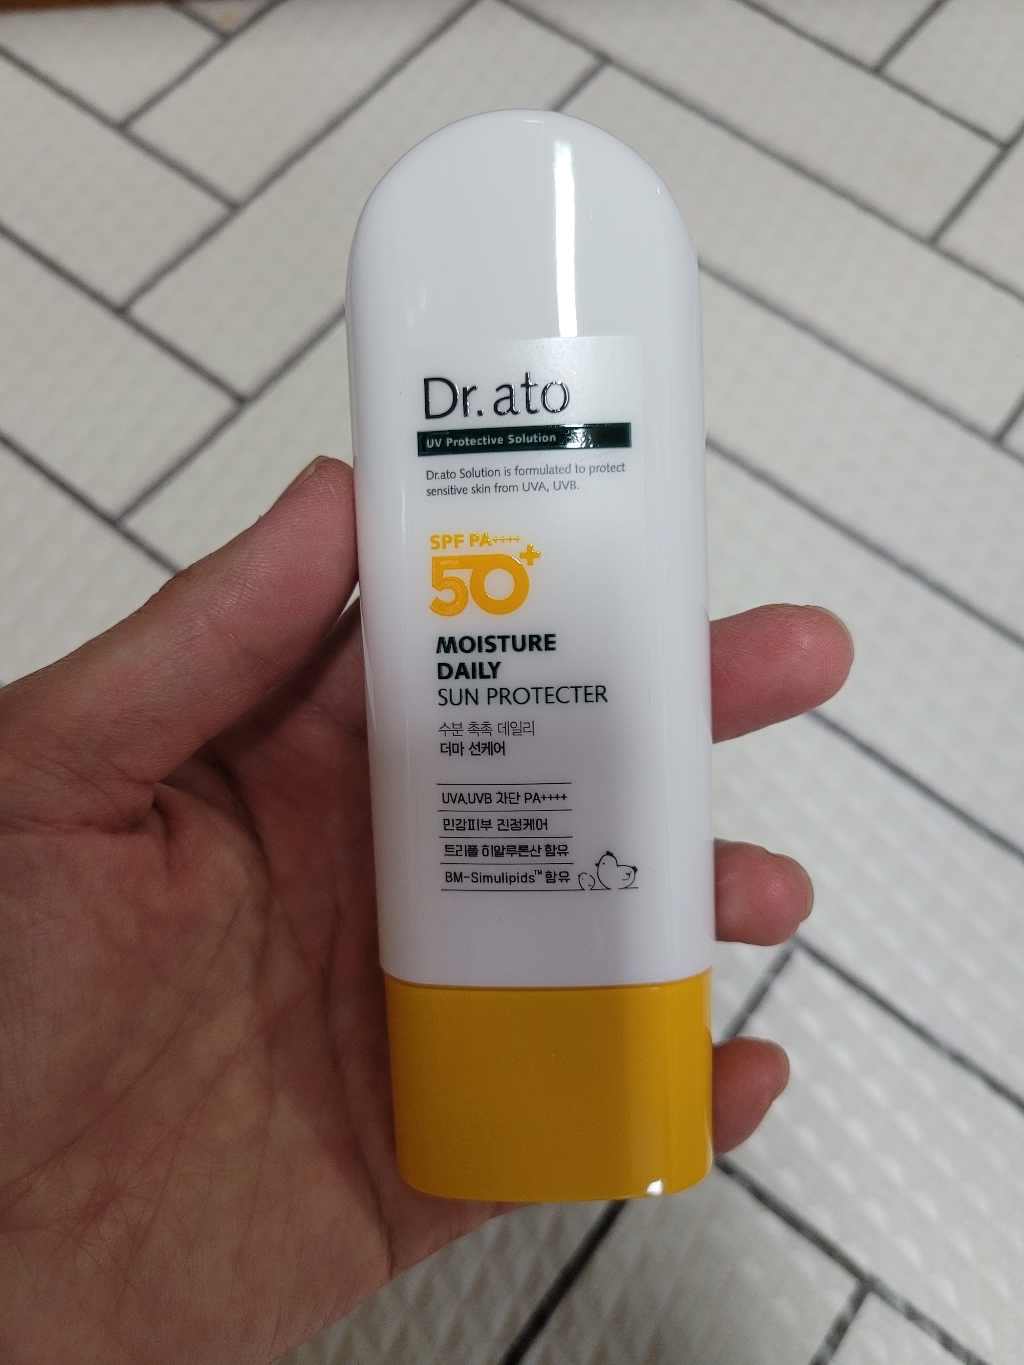 Dr.ato
UV Protective Solution
Dr.ato Solution is formulated to protect
sensitive skin from UVA, UVB.
SPF PA++++
50+
MOISTURE
DAILY
SUN PROTECTER
수분 촉촉 데일리
더마 선케어
UVA,UVB 차단 PA++++
민감피부 진정케어
트리플 히알루론산 함유
BM-Simulipids™ 함유